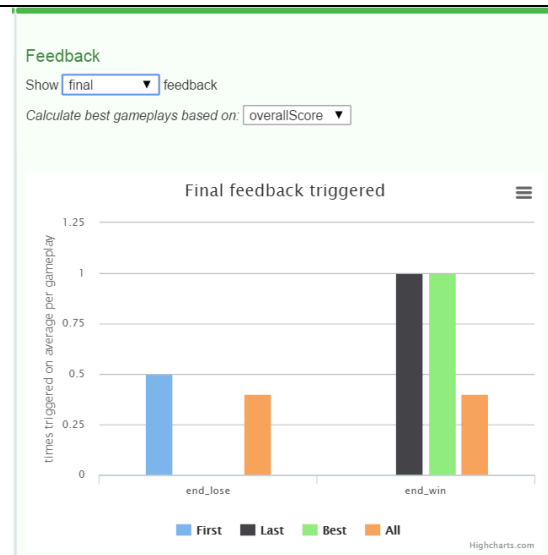 Feedback
Show final feedback
Calculate best gameplays based on: overallScore
Final feedback triggered
times triggered on average per gameplay
1.25
1
0.75
0.5
0.25
0
end_lose end_win
First Last Best All
Highcharts.com